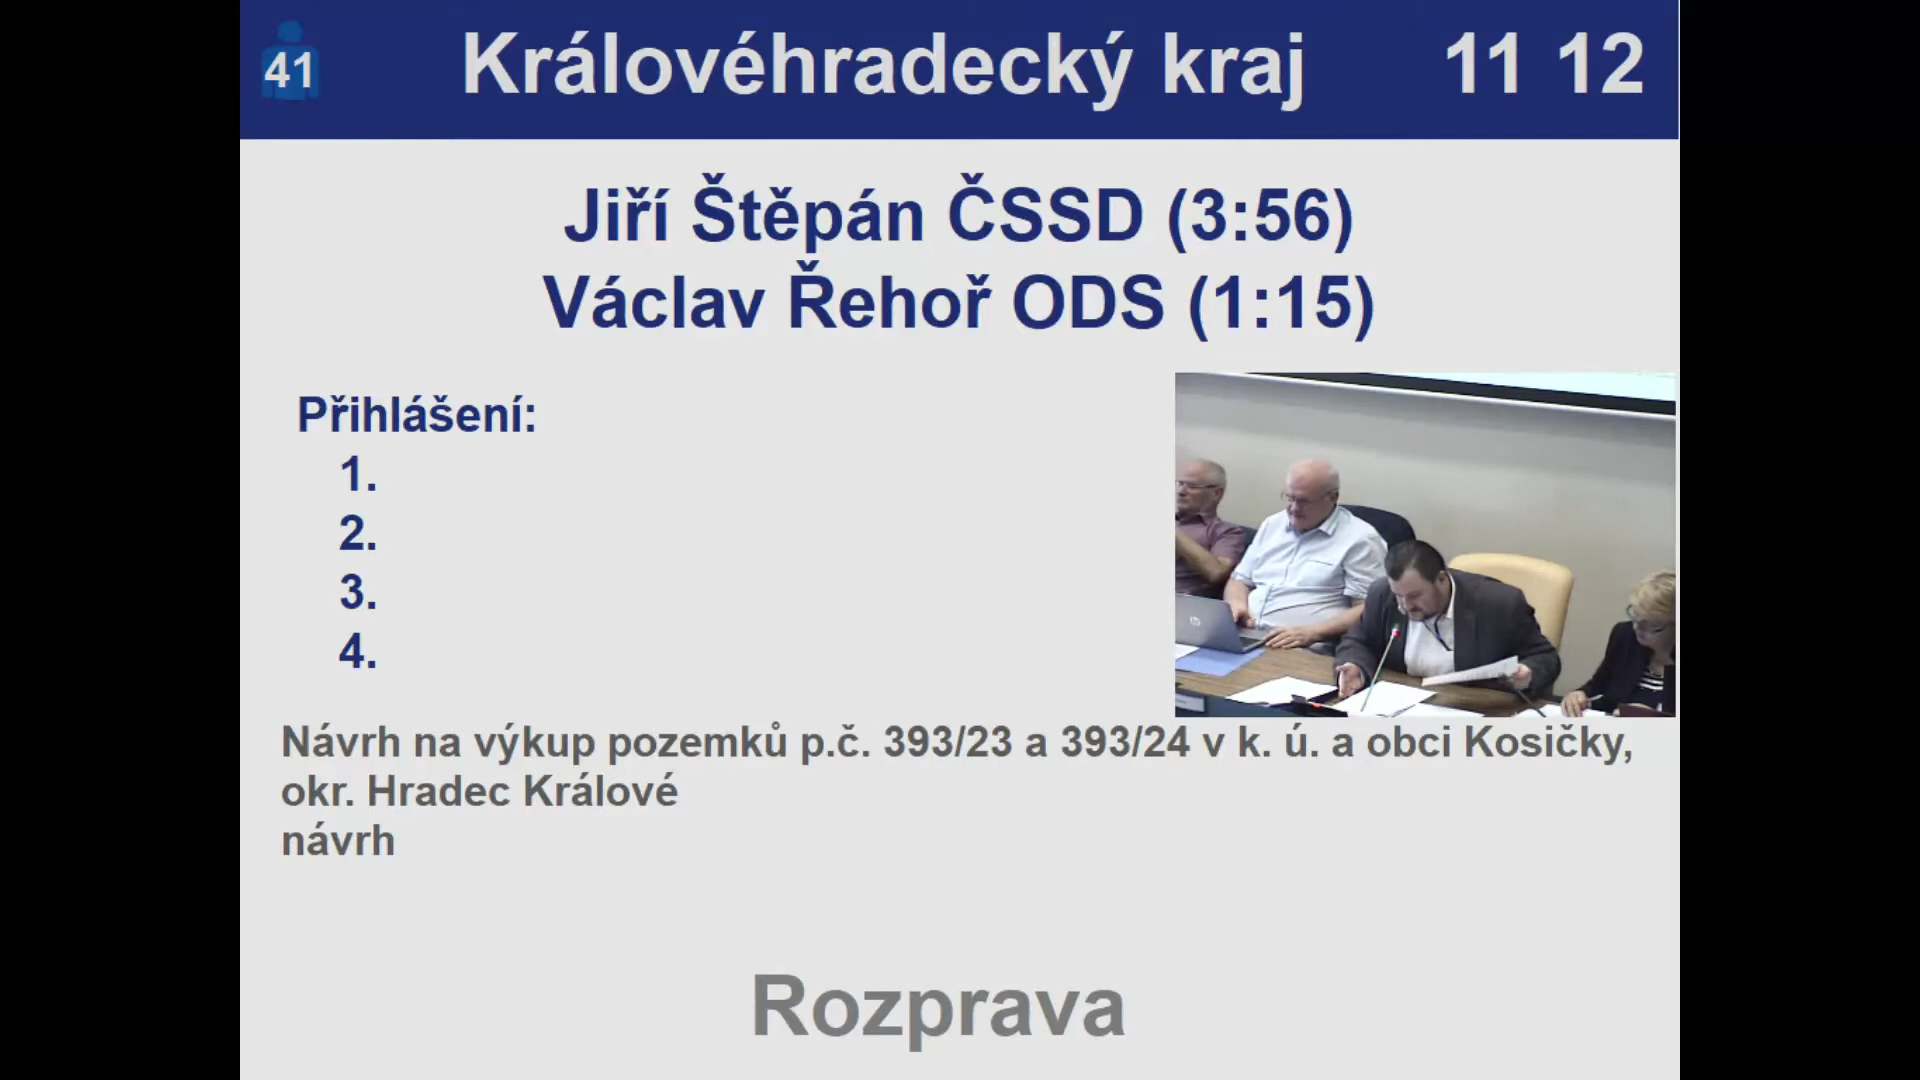 41
Královéhradecký kraj
11 12
Jiří Štěpán ČSSD (3:56)
Václav Řehoř ODS (1:15)
Přihlášení:
1.
2.
3.
4.
Návrh na výkup pozemků p.č. 393/23 a 393/24 v k. ú. a obci Kosičky,
okr. Hradec Králové
návrh
Rozprava